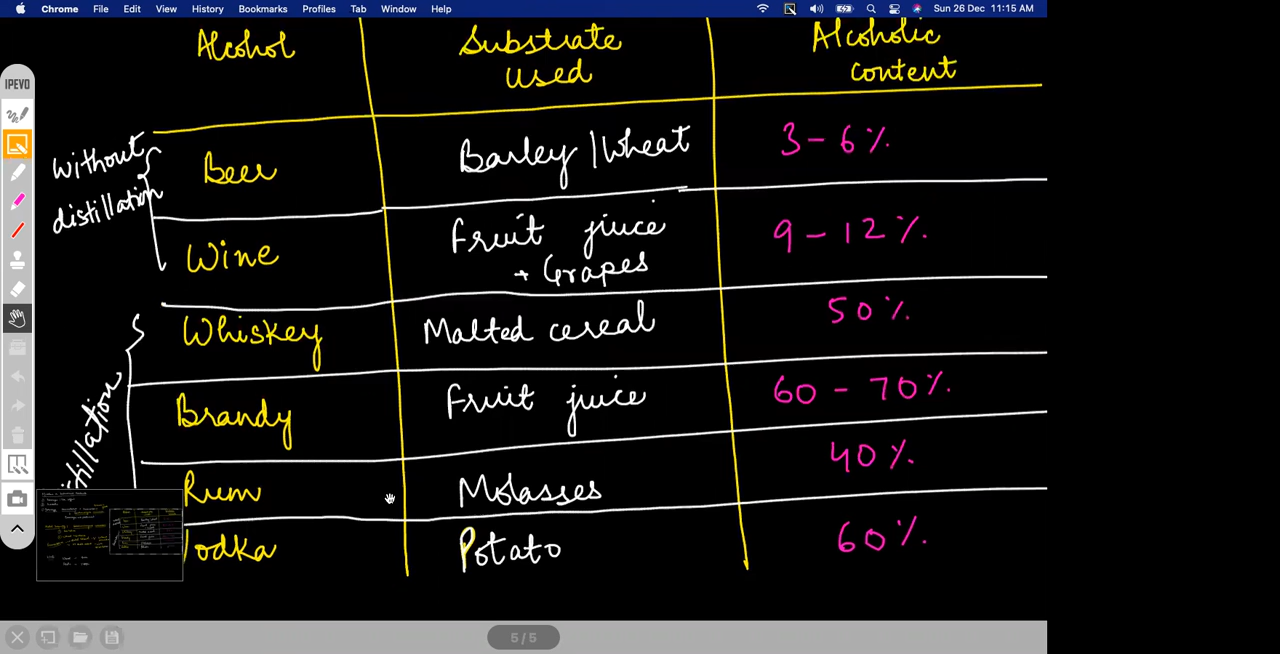 Chrome File Edit View History Bookmarks Profiles Tab Window Help Sun 26 Dec 11:15 AM
IPEVO
Alcohol Substrate used Alcoholic content
without distillation
Beer Barley / Wheat 3 - 6 %
Wine Fruit juice + Grapes 9 - 12 %
stillation
Whiskey Malted cereal 50 %
Brandy Fruit juice 60 - 70 %
Rum Molasses 40 %
Vodka Potato 60 %
5 / 5